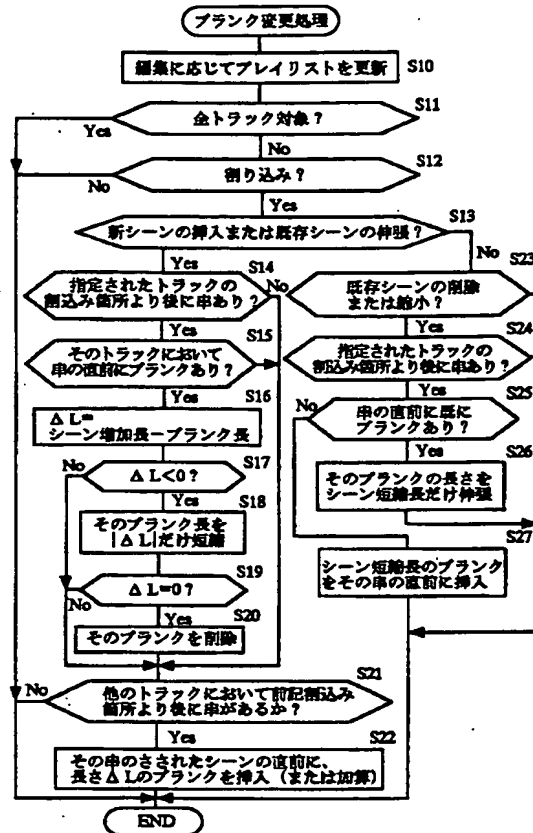 ブランク変更処理
編集に応じてプレイリストを更新
S10
全トラック対象?
S11
Yes
No
割り込み?
S12
No
Yes
新シーンの挿入または既存シーンの伸張?
S13
Yes
No
指定されたトラックの
割込み箇所より後に串あり?
S14
No
Yes
そのトラックにおいて
串の直前にブランクあり?
S15
Yes
ΔL=
シーン増加長-ブランク長
S16
ΔL<0?
S17
No
Yes
そのブランク長を
|ΔL|だけ短縮
S18
ΔL=0?
S19
No
Yes
そのブランクを削除
S20
既存シーンの削除
または縮小?
S23
Yes
指定されたトラックの
割込み箇所より後に串あり?
S24
Yes
串の直前に既に
ブランクあり?
S25
No
Yes
そのブランクの長さを
シーン短縮長だけ伸張
S26
シーン短縮長のブランク
をその串の直前に挿入
S27
他のトラックにおいて前記割込み
箇所より後に串があるか?
S21
No
Yes
その串のさされたシーンの直前に、
長さΔLのブランクを挿入(または加算)
S22
END